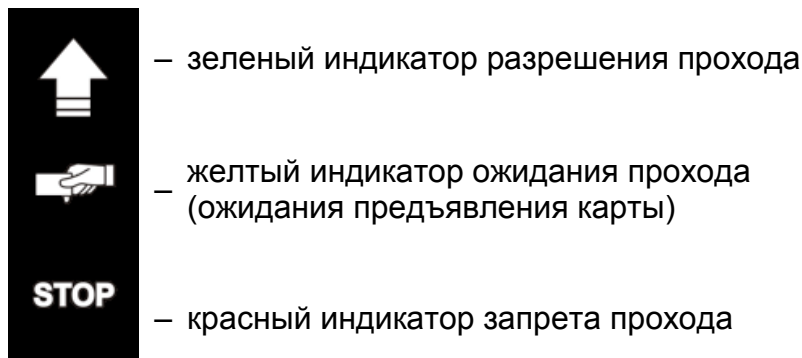 – зеленый индикатор разрешения прохода
– желтый индикатор ожидания прохода
(ожидания предъявления карты)
STOP
– красный индикатор запрета прохода